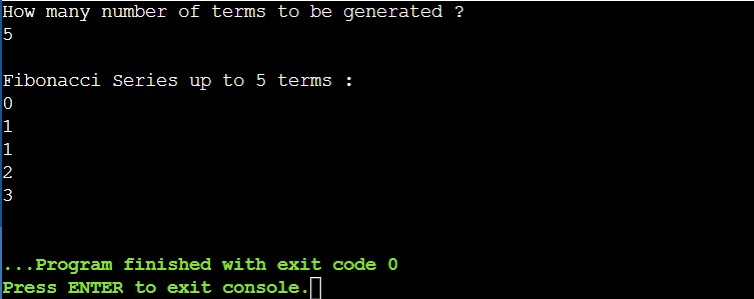 How many number of terms to be generated ?
5
Fibonacci Series up to 5 terms :
0
1
1
2
3
...Program finished with exit code 0
Press ENTER to exit console.